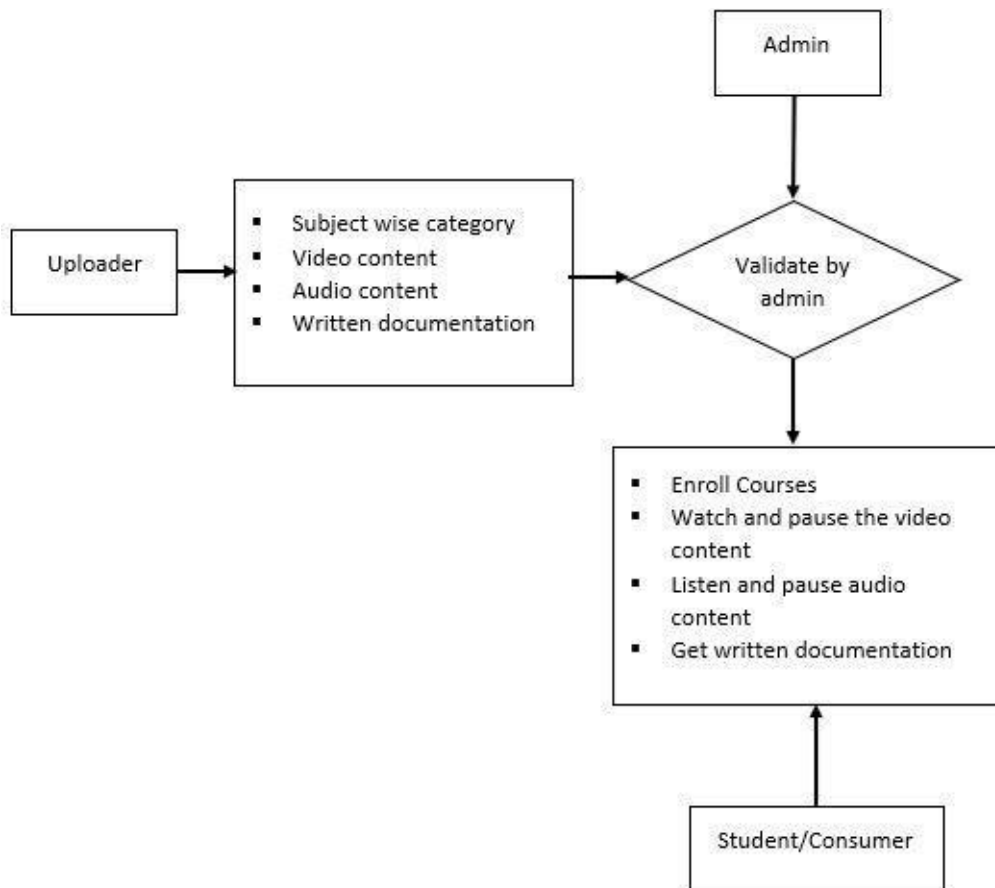 Admin
Uploader
▪ Subject wise category
▪ Video content
▪ Audio content
▪ Written documentation
Validate by
admin
▪ Enroll Courses
▪ Watch and pause the video
content
▪ Listen and pause audio
content
▪ Get written documentation
Student/Consumer